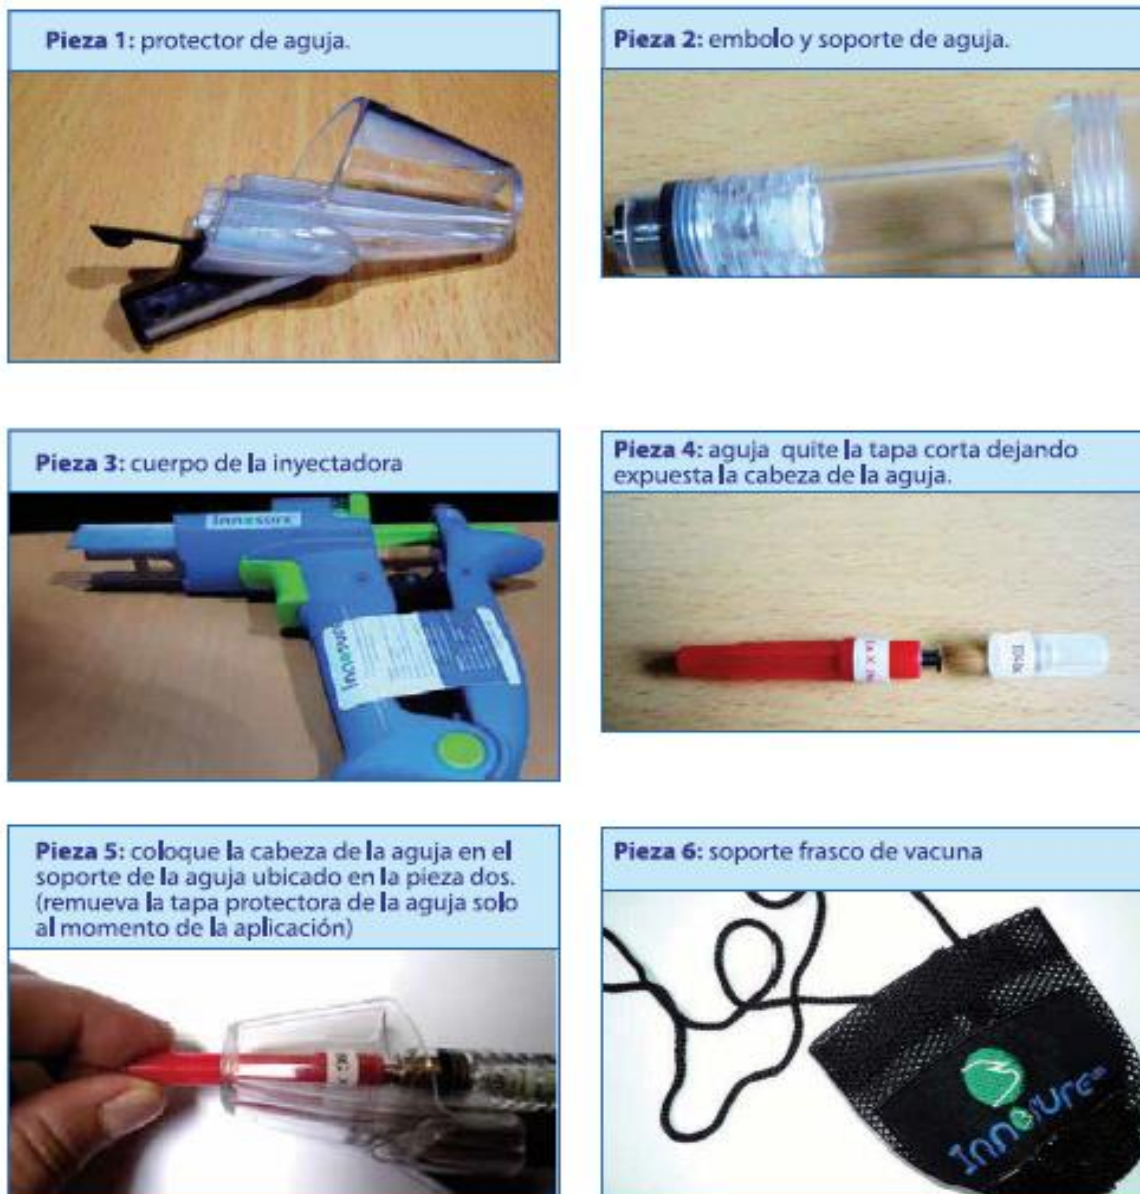 Pieza 1: protector de aguja.
Pieza 2: embolo y soporte de aguja.
Pieza 3: cuerpo de la inyectadora
Innosure
Innosure
Pieza 4: aguja quite la tapa corta dejando
expuesta la cabeza de la aguja.
Pieza 5: coloque la cabeza de la aguja en el
soporte de la aguja ubicado en la pieza dos.
(remueva la tapa protectora de la aguja solo
al momento de la aplicación)
Pieza 6: soporte frasco de vacuna
Innosure